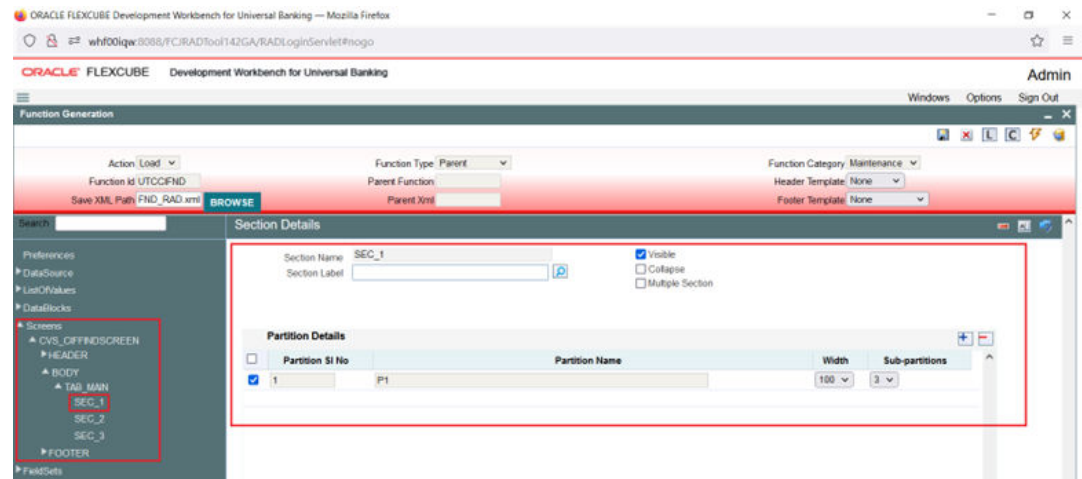 ORACLE FLEXCUBE Development Workbench for Universal Banking — Mozilla Firefox
whf00iqw:8088/FCJRADTool142GA/RADLoginServlet#nogo
ORACLE FLEXCUBE Development Workbench for Universal Banking Admin
Windows Options Sign Out
Function Generation
L C
Action Load Function Type Parent Function Category Maintenance
Function Id UTCCIFND Parent Function Header Template None
Save XML Path FND_RAD.xml BROWSE Parent Xml Footer Template None
Search Section Details
Preferences Section Name SEC_1 Visible
DataSource Section Label Collapse
ListOfValues Multiple Section
DataBlocks
Screens
CVS_CIFFINDSCREEN Partition Details
HEADER Partition Sl No Partition Name Width Sub-partitions
BODY 1 P1 100 3
TAB_MAIN
SEC_1
SEC_2
SEC_3
FOOTER
FieldSets